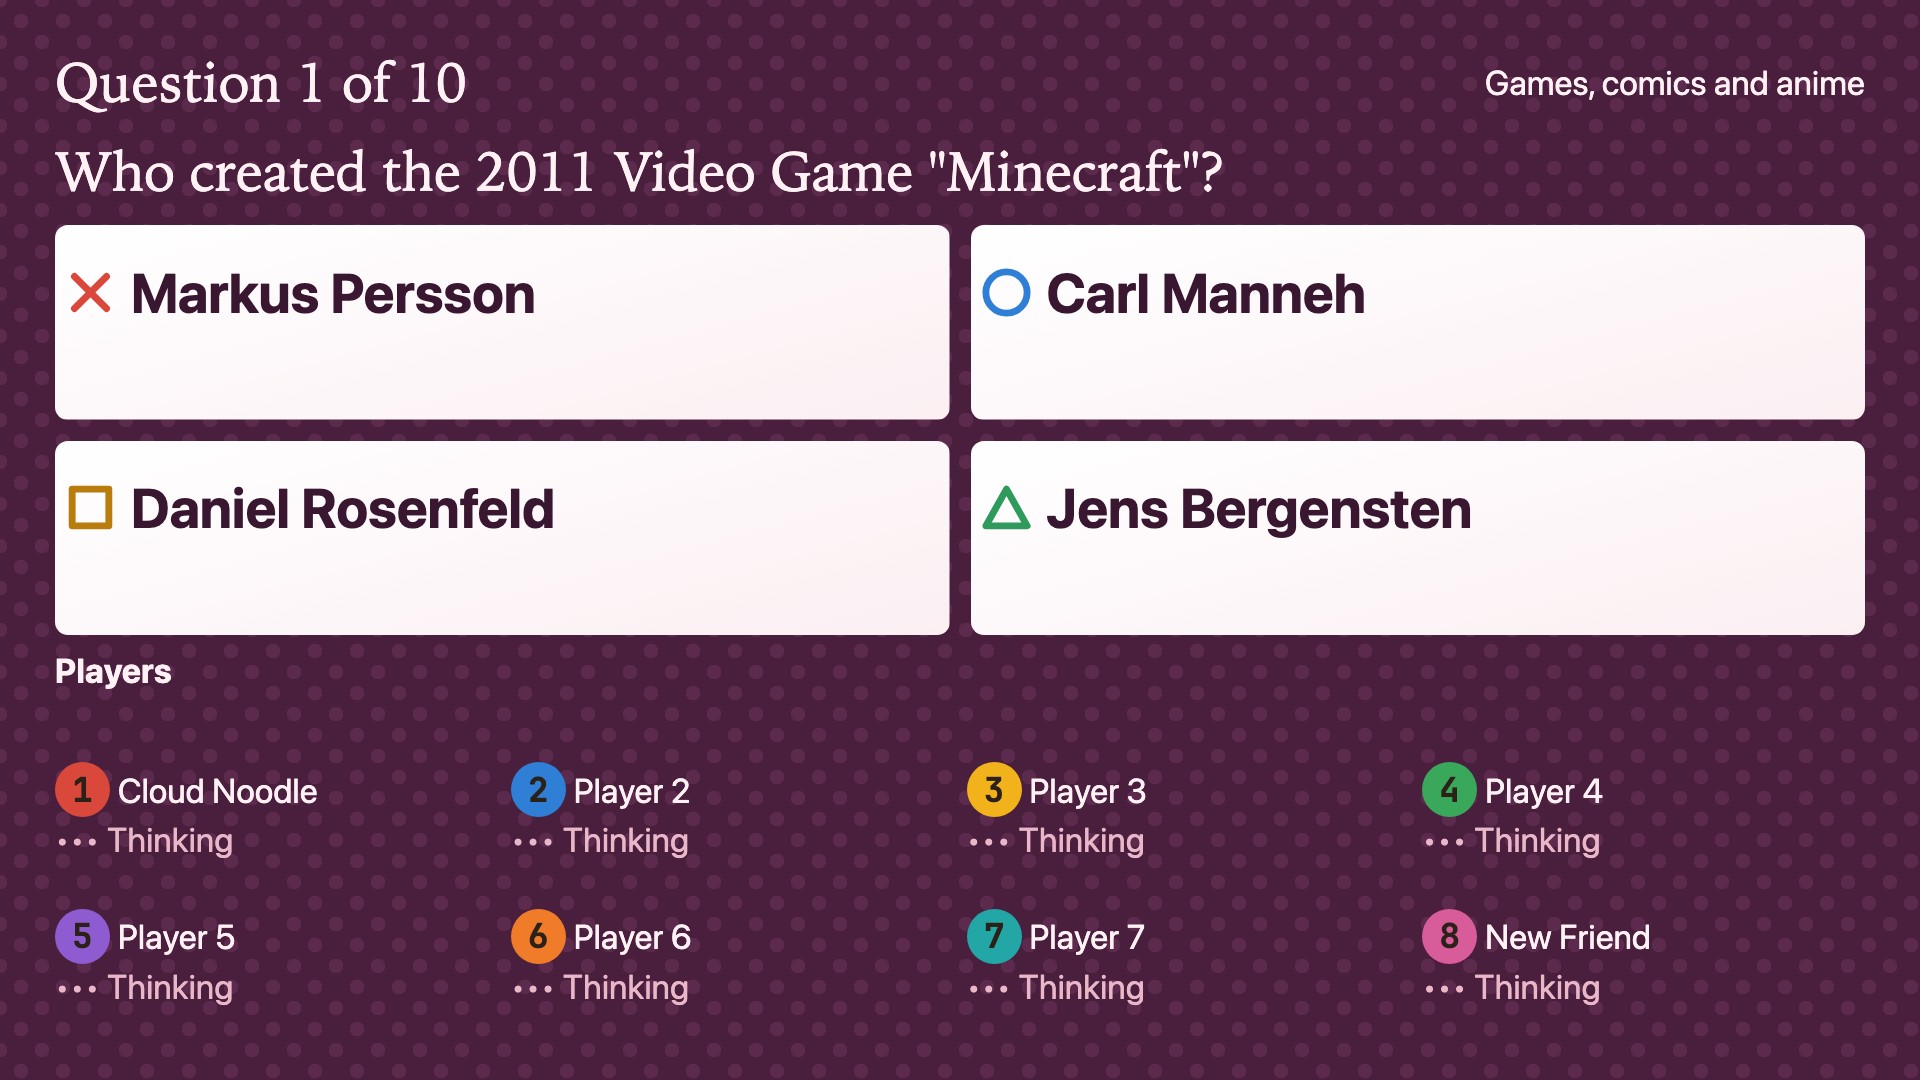 Question 1 of 10
Games, comics and anime
Who created the 2011 Video Game "Minecraft"?
Markus Persson
Carl Manneh
Daniel Rosenfeld
Jens Bergensten
Players
1 Cloud Noodle
Thinking
2 Player 2
Thinking
3 Player 3
Thinking
4 Player 4
Thinking
5 Player 5
Thinking
6 Player 6
Thinking
7 Player 7
Thinking
8 New Friend
Thinking